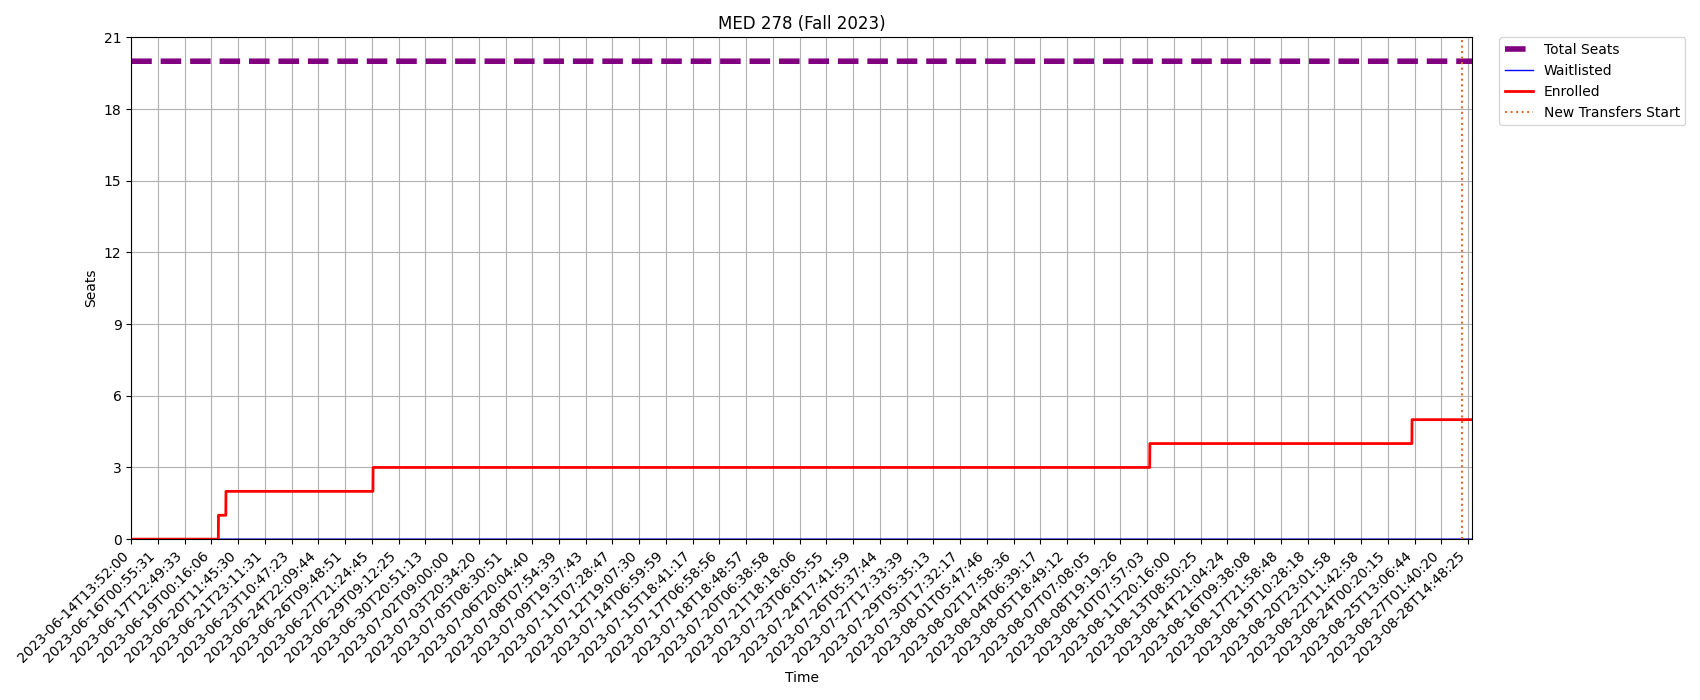 MED 278 (Fall 2023)
21
18
15
12
9
6
3
0
Seats
Total Seats
Waitlisted
Enrolled
New Transfers Start
2023-06-14T13:52:00
2023-06-16T00:55:31
2023-06-17T12:49:33
2023-06-19T00:16:06
2023-06-20T11:45:30
2023-06-21T23:11:31
2023-06-23T10:47:23
2023-06-24T22:09:44
2023-06-26T09:48:51
2023-06-27T21:24:45
2023-06-29T09:12:25
2023-06-30T20:51:13
2023-07-02T09:00:00
2023-07-03T20:34:20
2023-07-05T08:30:51
2023-07-06T20:04:40
2023-07-08T07:54:39
2023-07-09T19:37:43
2023-07-11T07:28:47
2023-07-12T19:07:30
2023-07-14T06:59:59
2023-07-15T18:41:17
2023-07-17T06:58:56
2023-07-18T18:48:57
2023-07-20T06:38:58
2023-07-21T18:18:06
2023-07-23T06:05:55
2023-07-24T17:41:59
2023-07-26T05:37:44
2023-07-27T17:33:39
2023-07-29T05:35:13
2023-07-30T17:32:17
2023-08-01T05:47:46
2023-08-02T17:58:36
2023-08-04T06:39:17
2023-08-05T18:49:12
2023-08-07T07:08:05
2023-08-08T19:19:26
2023-08-10T07:57:03
2023-08-11T20:16:00
2023-08-13T08:50:25
2023-08-14T21:04:24
2023-08-16T09:38:08
2023-08-17T21:58:48
2023-08-19T10:28:18
2023-08-20T23:01:58
2023-08-22T11:42:58
2023-08-24T00:20:15
2023-08-25T13:06:44
2023-08-27T01:40:20
2023-08-28T14:48:25
Time